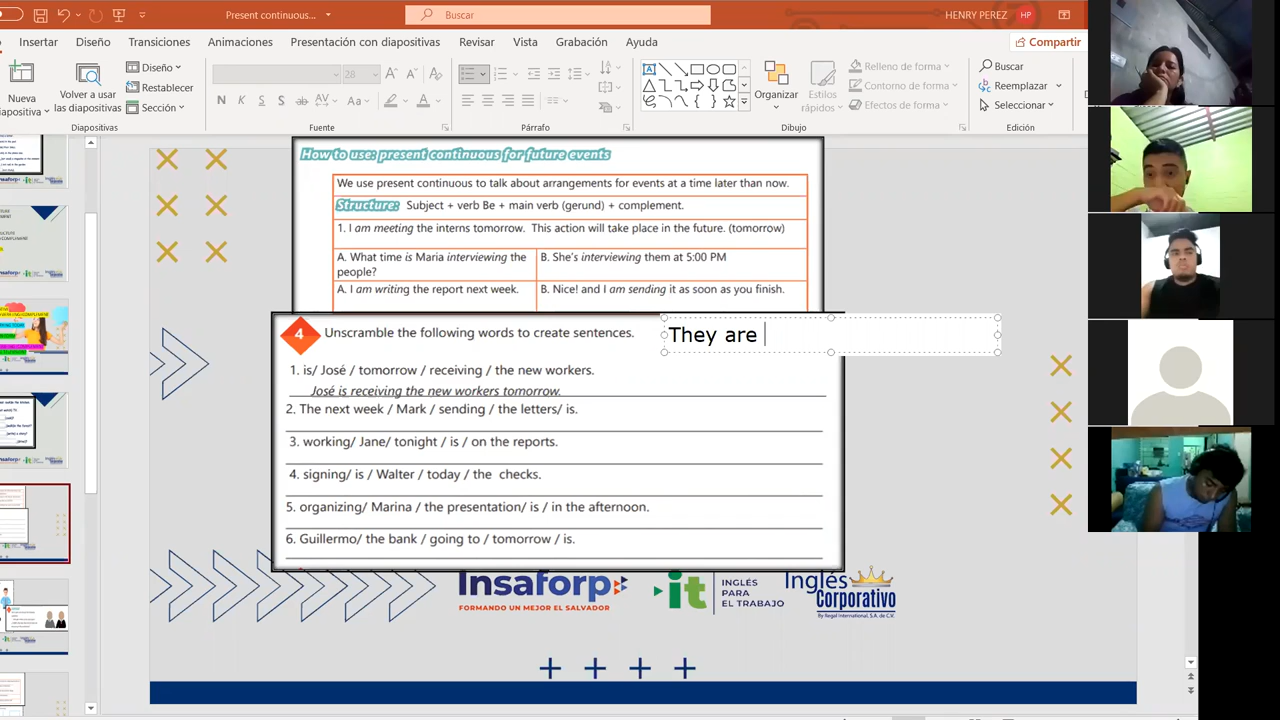 Present continuous...
Buscar
HENRY PEREZ
HP
Insertar
Diseño
Transiciones
Animaciones
Presentación con diapositivas
Revisar
Vista
Grabación
Ayuda
Compartir
Nueva
diapositiva
Volver a usar
las diapositivas
Diseño
Restablecer
Sección
Diapositivas
28
N
K
S
ab
AV
Aa
Fuente
Párrafo
Organizar
Estilos
rápidos
Relleno de forma
Contorno de forma
Efectos de forma
Dibujo
Buscar
Reemplazar
Seleccionar
Edición
How to use: present continuous for future events
We use present continuous to talk about arrangements for events at a time later than now.
Structure: Subject + verb Be + main verb (gerund) + complement.
1. I am meeting the interns tomorrow. This action will take place in the future. (tomorrow)
A. What time is Maria interviewing the
people?
B. She's interviewing them at 5:00 PM
A. I am writing the report next week.
B. Nice! and I am sending it as soon as you finish.
4 Unscramble the following words to create sentences.
They are
1. is/ José / tomorrow / receiving / the new workers.
José is receiving the new workers tomorrow.
2. The next week / Mark / sending / the letters/ is.
3. working/ Jane/ tonight / is / on the reports.
4. signing/ is / Walter / today / the checks.
5. organizing/ Marina / the presentation/ is / in the afternoon.
6. Guillermo/ the bank / going to / tomorrow / is.
Insaforp
FORMANDO UN MEJOR EL SALVADOR
it
INGLÉS
PARA
EL TRABAJO
Inglés
Corporativo
By Regal International, S.A. de C.V.